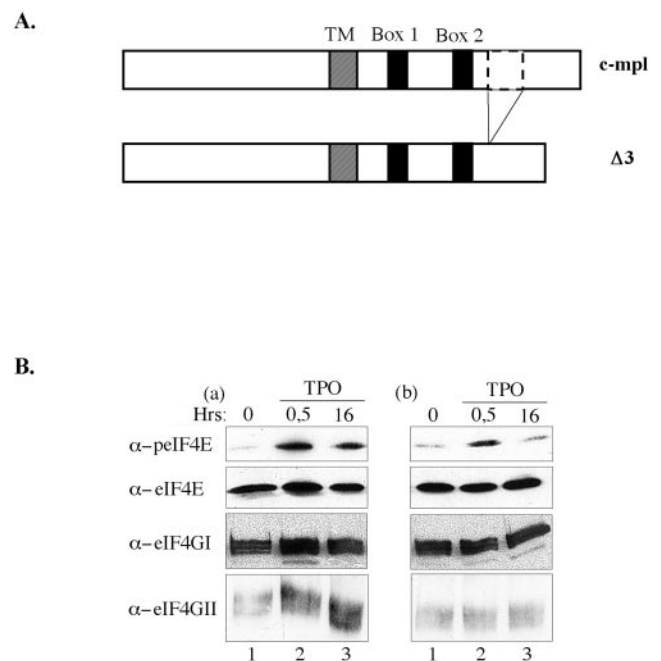 A.
TM Box 1 Box 2
c-mpl
Δ3
B.
(a) TPO (b) TPO
Hrs: 0 0,5 16 0 0,5 16
α-peIF4E
α-eIF4E
α-eIF4GI
α-eIF4GII
1 2 3 1 2 3